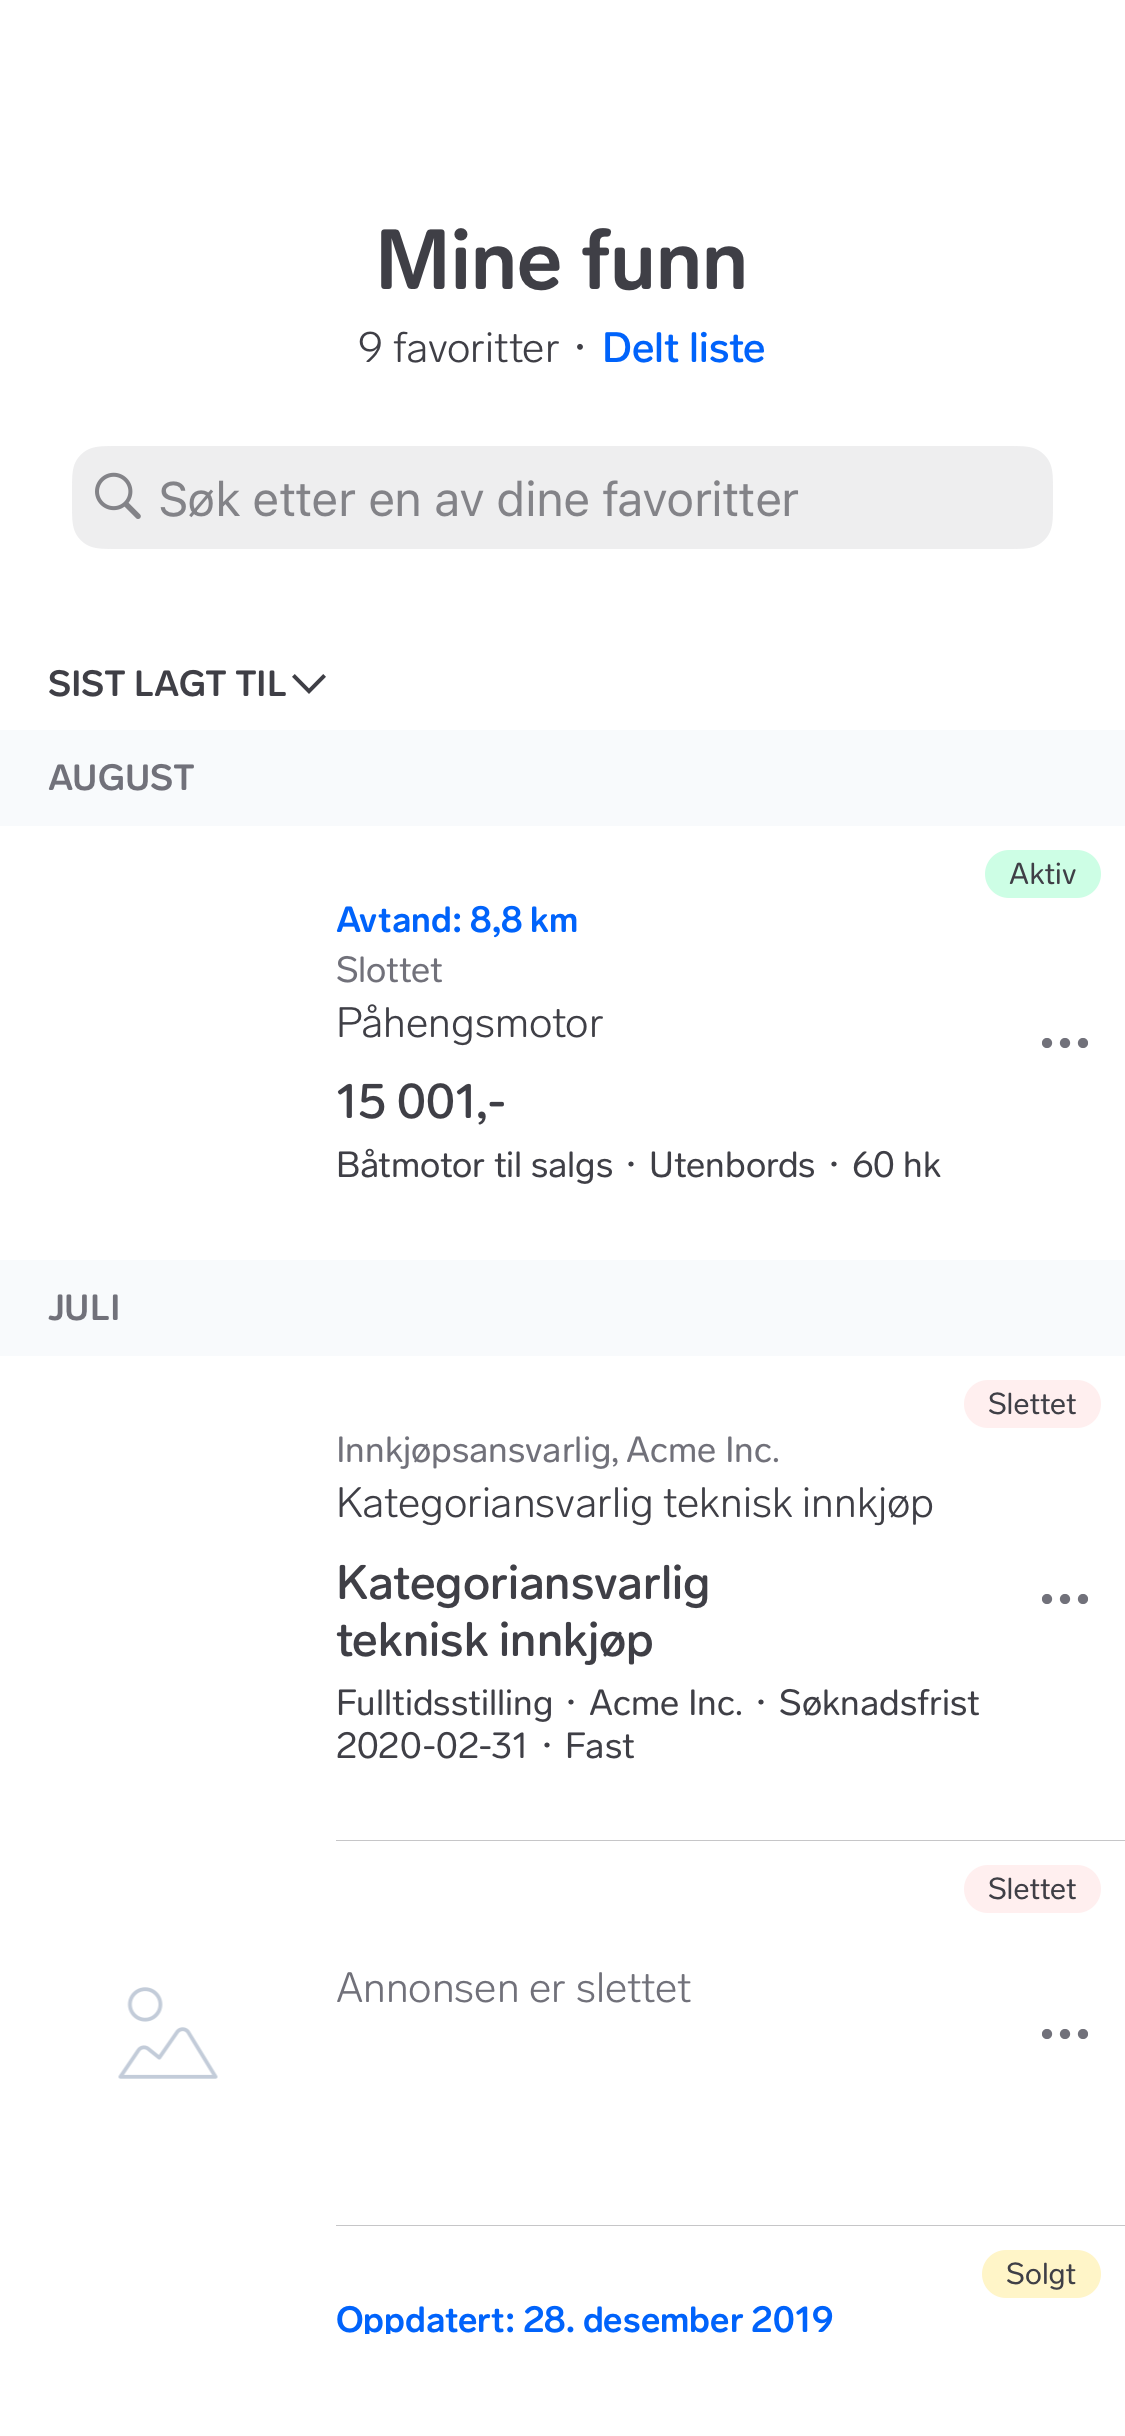 Mine funn
9 favoritter · Delt liste
Søk etter en av dine favoritter
SIST LAGT TIL
AUGUST
Aktiv
Avtand: 8,8 km
Slottet
Påhengsmotor
15 001,-
Båtmotor til salgs · Utenbords · 60 hk
JULI
Slettet
Innkjøpsansvarlig, Acme Inc.
Kategoriansvarlig teknisk innkjøp
Kategoriansvarlig
teknisk innkjøp
Fulltidsstilling · Acme Inc. · Søknadsfrist
2020-02-31 · Fast
Slettet
Annonsen er slettet
Solgt
Oppdatert: 28. desember 2019